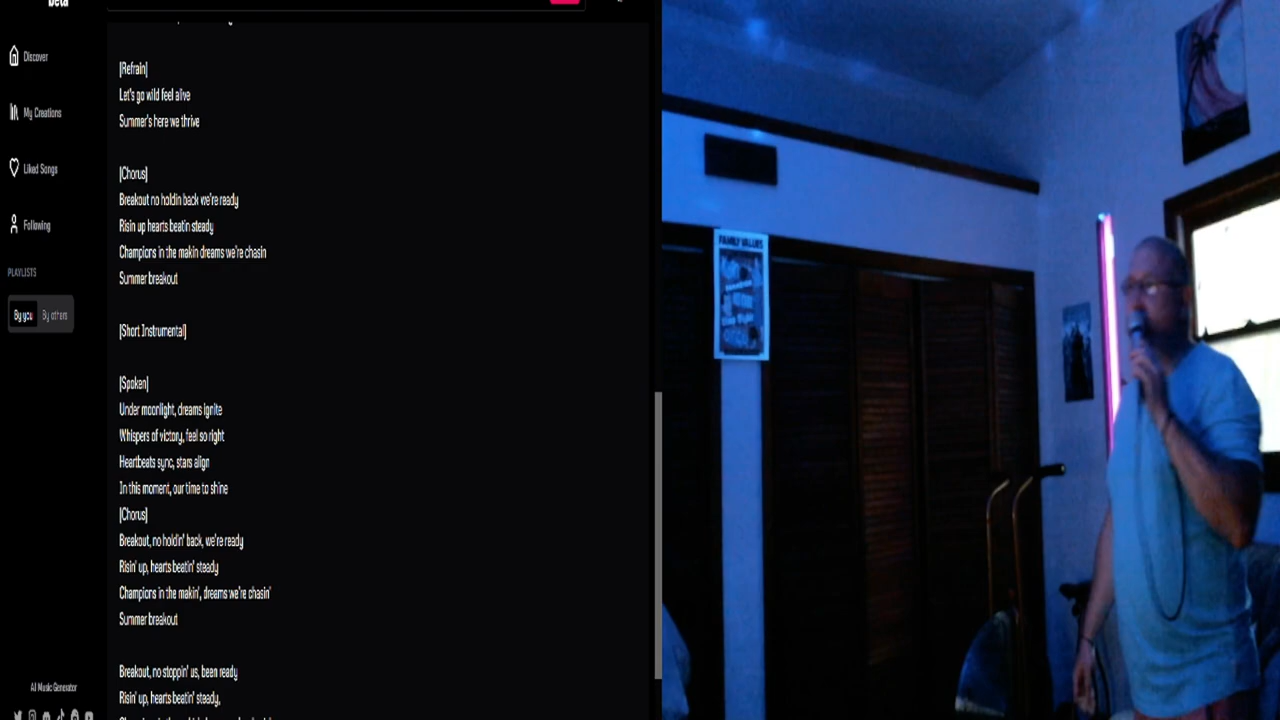 beta
Discover
My Creations
Liked Songs
Following
PLAYLISTS
By you By others
AI Music Generator
[Refrain]
Let's go wild feel alive
Summer's here we thrive
[Chorus]
Breakout no holdin back we're ready
Risin up hearts beatin steady
Champions in the makin dreams we're chasin
Summer breakout
[Short Instrumental]
[Spoken]
Under moonlight, dreams ignite
Whispers of victory, feel so right
Heartbeats sync, stars align
In this moment, our time to shine
[Chorus]
Breakout, no holdin' back, we're ready
Risin' up, hearts beatin' steady
Champions in the makin', dreams we're chasin'
Summer breakout
Breakout, no stoppin' us, been ready
Risin' up, hearts beatin' steady,
FAMILY VALUES